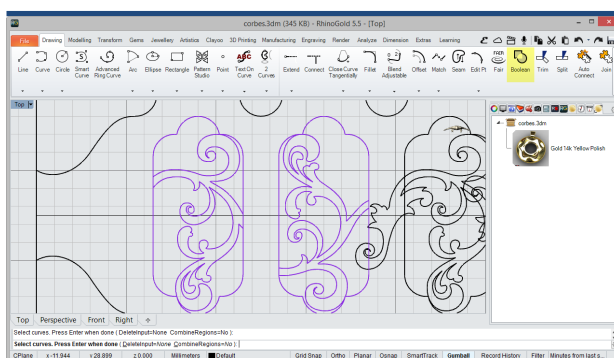 corbes.3dm (345 KB) - RhinoGold 5.5 - [Top]
File Drawing Modelling Transform Gems Jewellery Artistics Clayoo 3D Printing Manufacturing Engraving Render Analyze Dimension Extras Learning
Line Curve Circle Smart Curve Advanced Ring Curve Arc Ellipse Rectangle Pattern Studio Point Text On Curve 2 Curves Extend Connect Close Curve Tangentially Fillet Blend Adjustable Offset Match Seam Edit Pt Fair Boolean Trim Split Auto Connect Join
Top
corbes.3dm
Gold 14k Yellow Polish
Top Perspective Front Right
Select curves. Press Enter when done ( DeleteInput=None CombineRegions=No ):
Select curves. Press Enter when done ( DeleteInput=None CombineRegions=No ):
CPlane x -11.944 y 28.899 z 0.000 Millimeters Default Grid Snap Ortho Planar Osnap SmartTrack Gumball Record History Filter Minutes from last s...